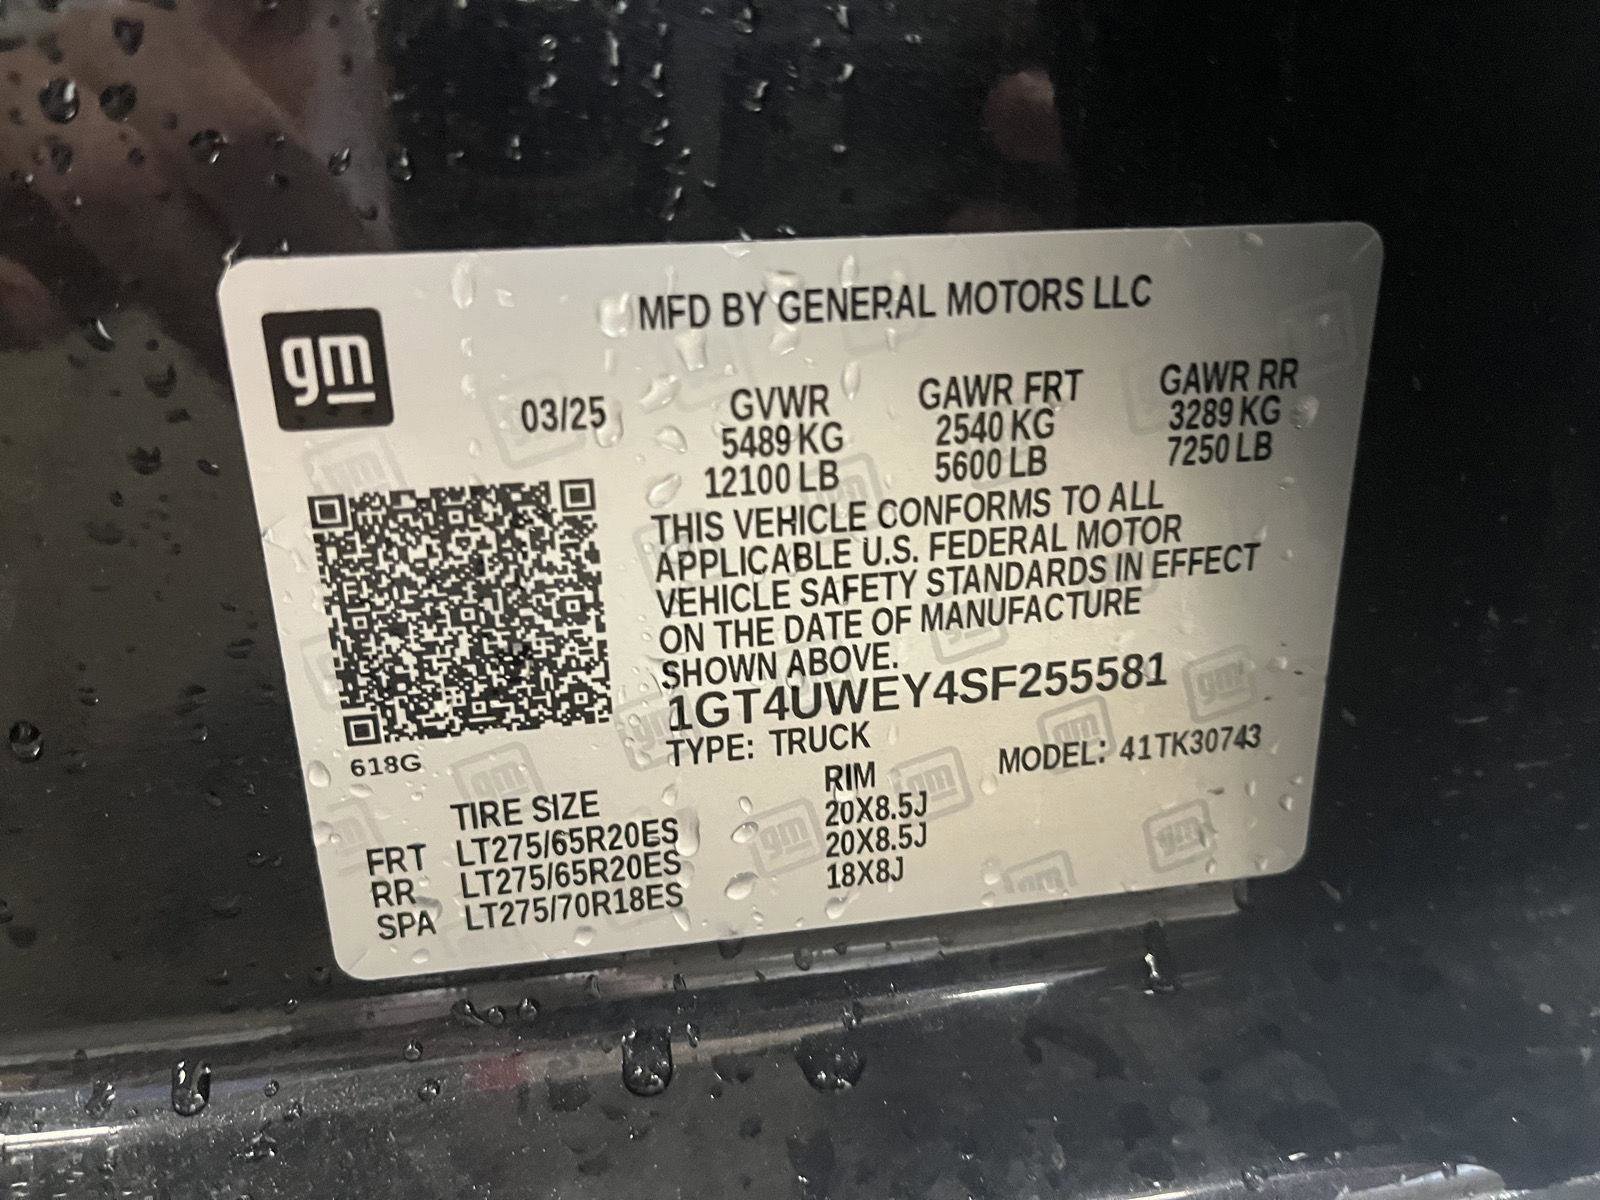 gm
MFD BY GENERAL MOTORS LLC
03/25
GVWR
5489 KG
12100 LB
GAWR FRT
2540 KG
5600 LB
GAWR RR
3289 KG
7250 LB
THIS VEHICLE CONFORMS TO ALL
APPLICABLE U.S. FEDERAL MOTOR
VEHICLE SAFETY STANDARDS IN EFFECT
ON THE DATE OF MANUFACTURE
SHOWN ABOVE.
1GT4UWEY4SF255581
TYPE: TRUCK
MODEL: 41TK30743
618G
TIRE SIZE RIM
FRT LT275/65R20ES 20X8.5J
RR LT275/65R20ES 20X8.5J
SPA LT275/70R18ES 18X8J